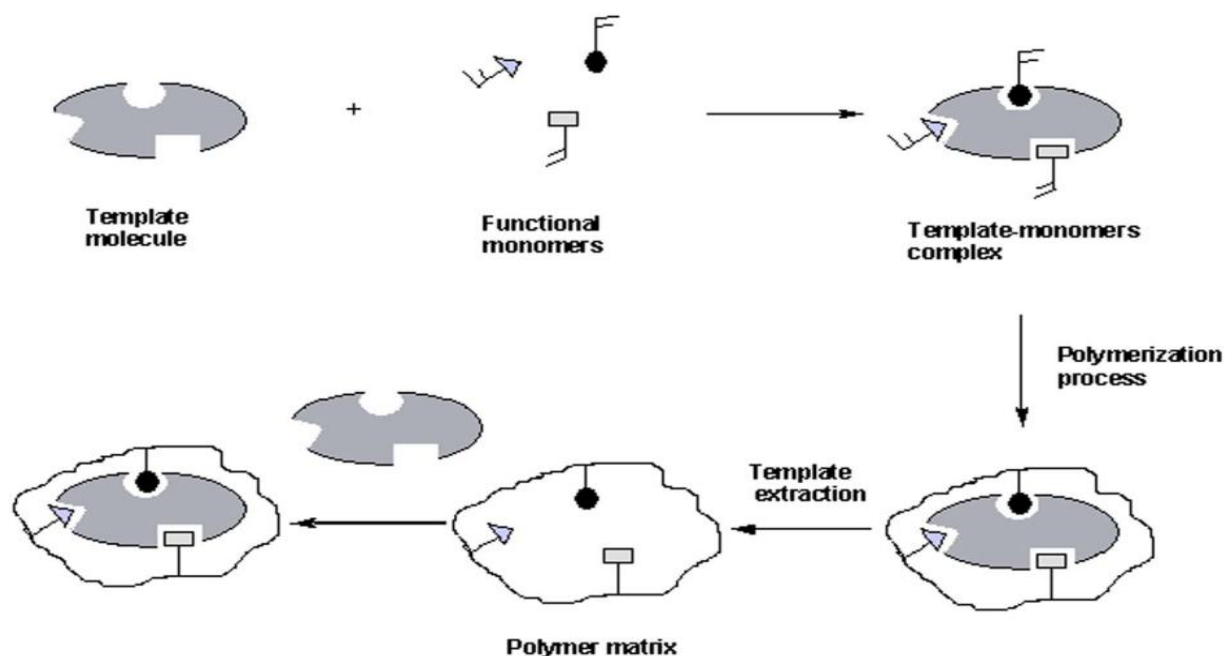 +
Template
molecule
Functional
monomers
Template-monomers
complex
Polymerization
process
Template
extraction
Polymer matrix